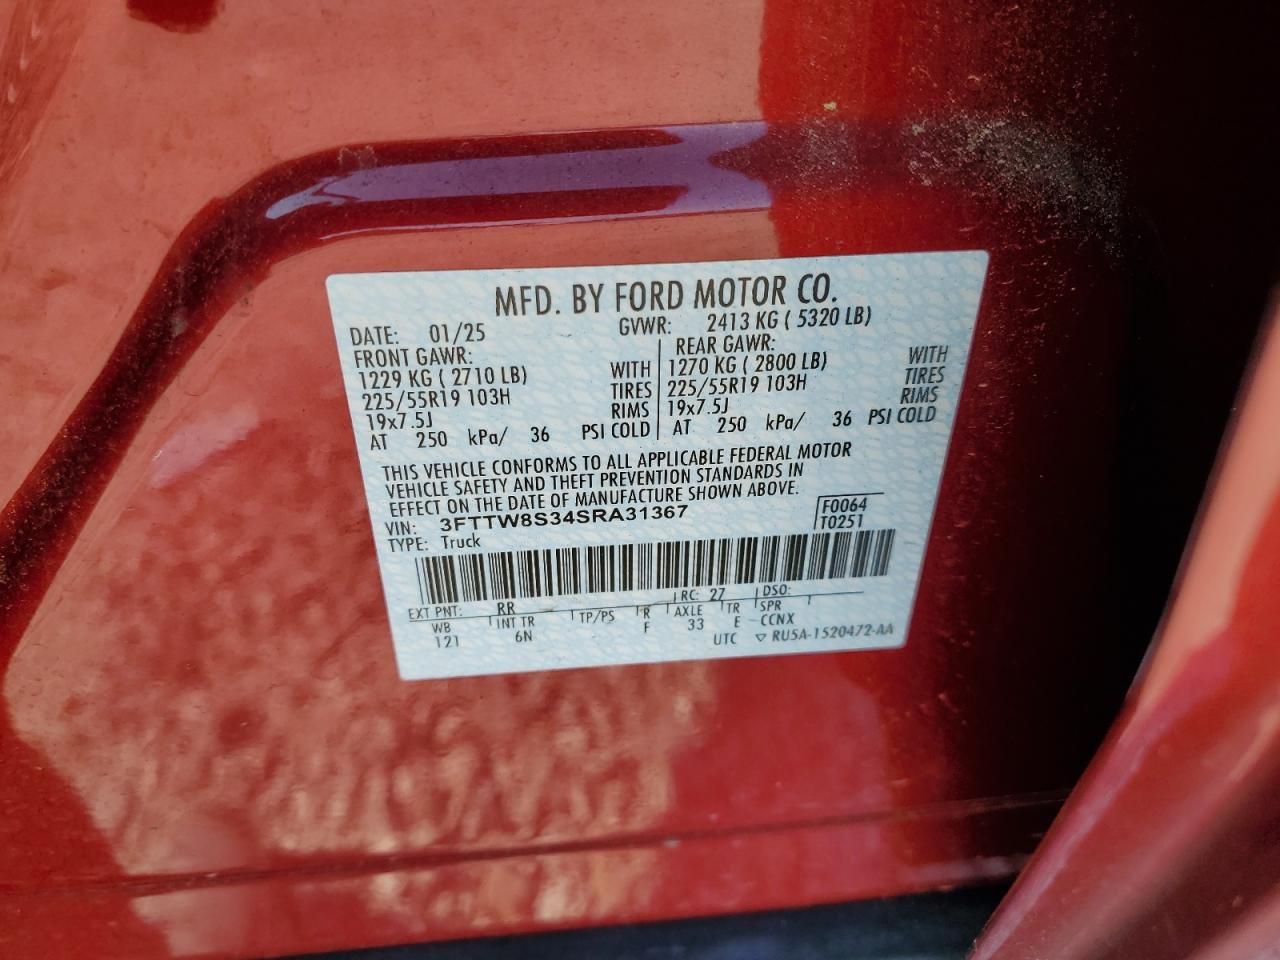 MFD. BY FORD MOTOR CO.
DATE: 01/25 GVWR: 2413 KG ( 5320 LB)
FRONT GAWR: REAR GAWR:
1229 KG ( 2710 LB) WITH 1270 KG ( 2800 LB) WITH
225/55R19 103H TIRES 225/55R19 103H TIRES
19x7.5J RIMS 19x7.5J RIMS
AT 250 kPa/ 36 PSI COLD AT 250 kPa/ 36 PSI COLD
THIS VEHICLE CONFORMS TO ALL APPLICABLE FEDERAL MOTOR
VEHICLE SAFETY AND THEFT PREVENTION STANDARDS IN
EFFECT ON THE DATE OF MANUFACTURE SHOWN ABOVE.
VIN: 3FTTW8S34SRA31367 F0064
TYPE: Truck T0251
EXT PNT: RR RC: 27 DSO:
WB INT TR TP/PS R AXLE TR SPR
121 6N F 33 E CCNX
UTC ▽ RU5A-1520472-AA